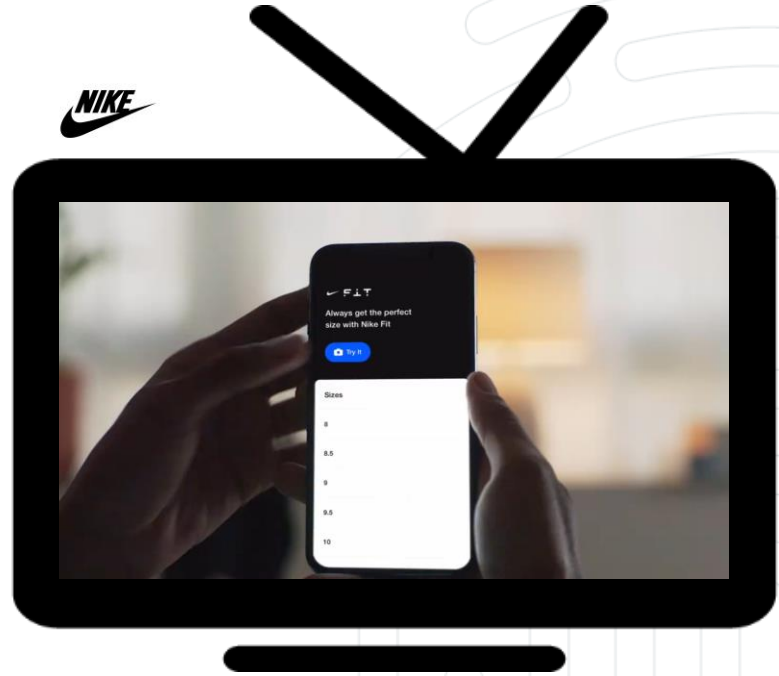 NIKE
FIT
Always get the perfect
size with Nike Fit
Try It
Sizes
8
8.5
9
9.5
10